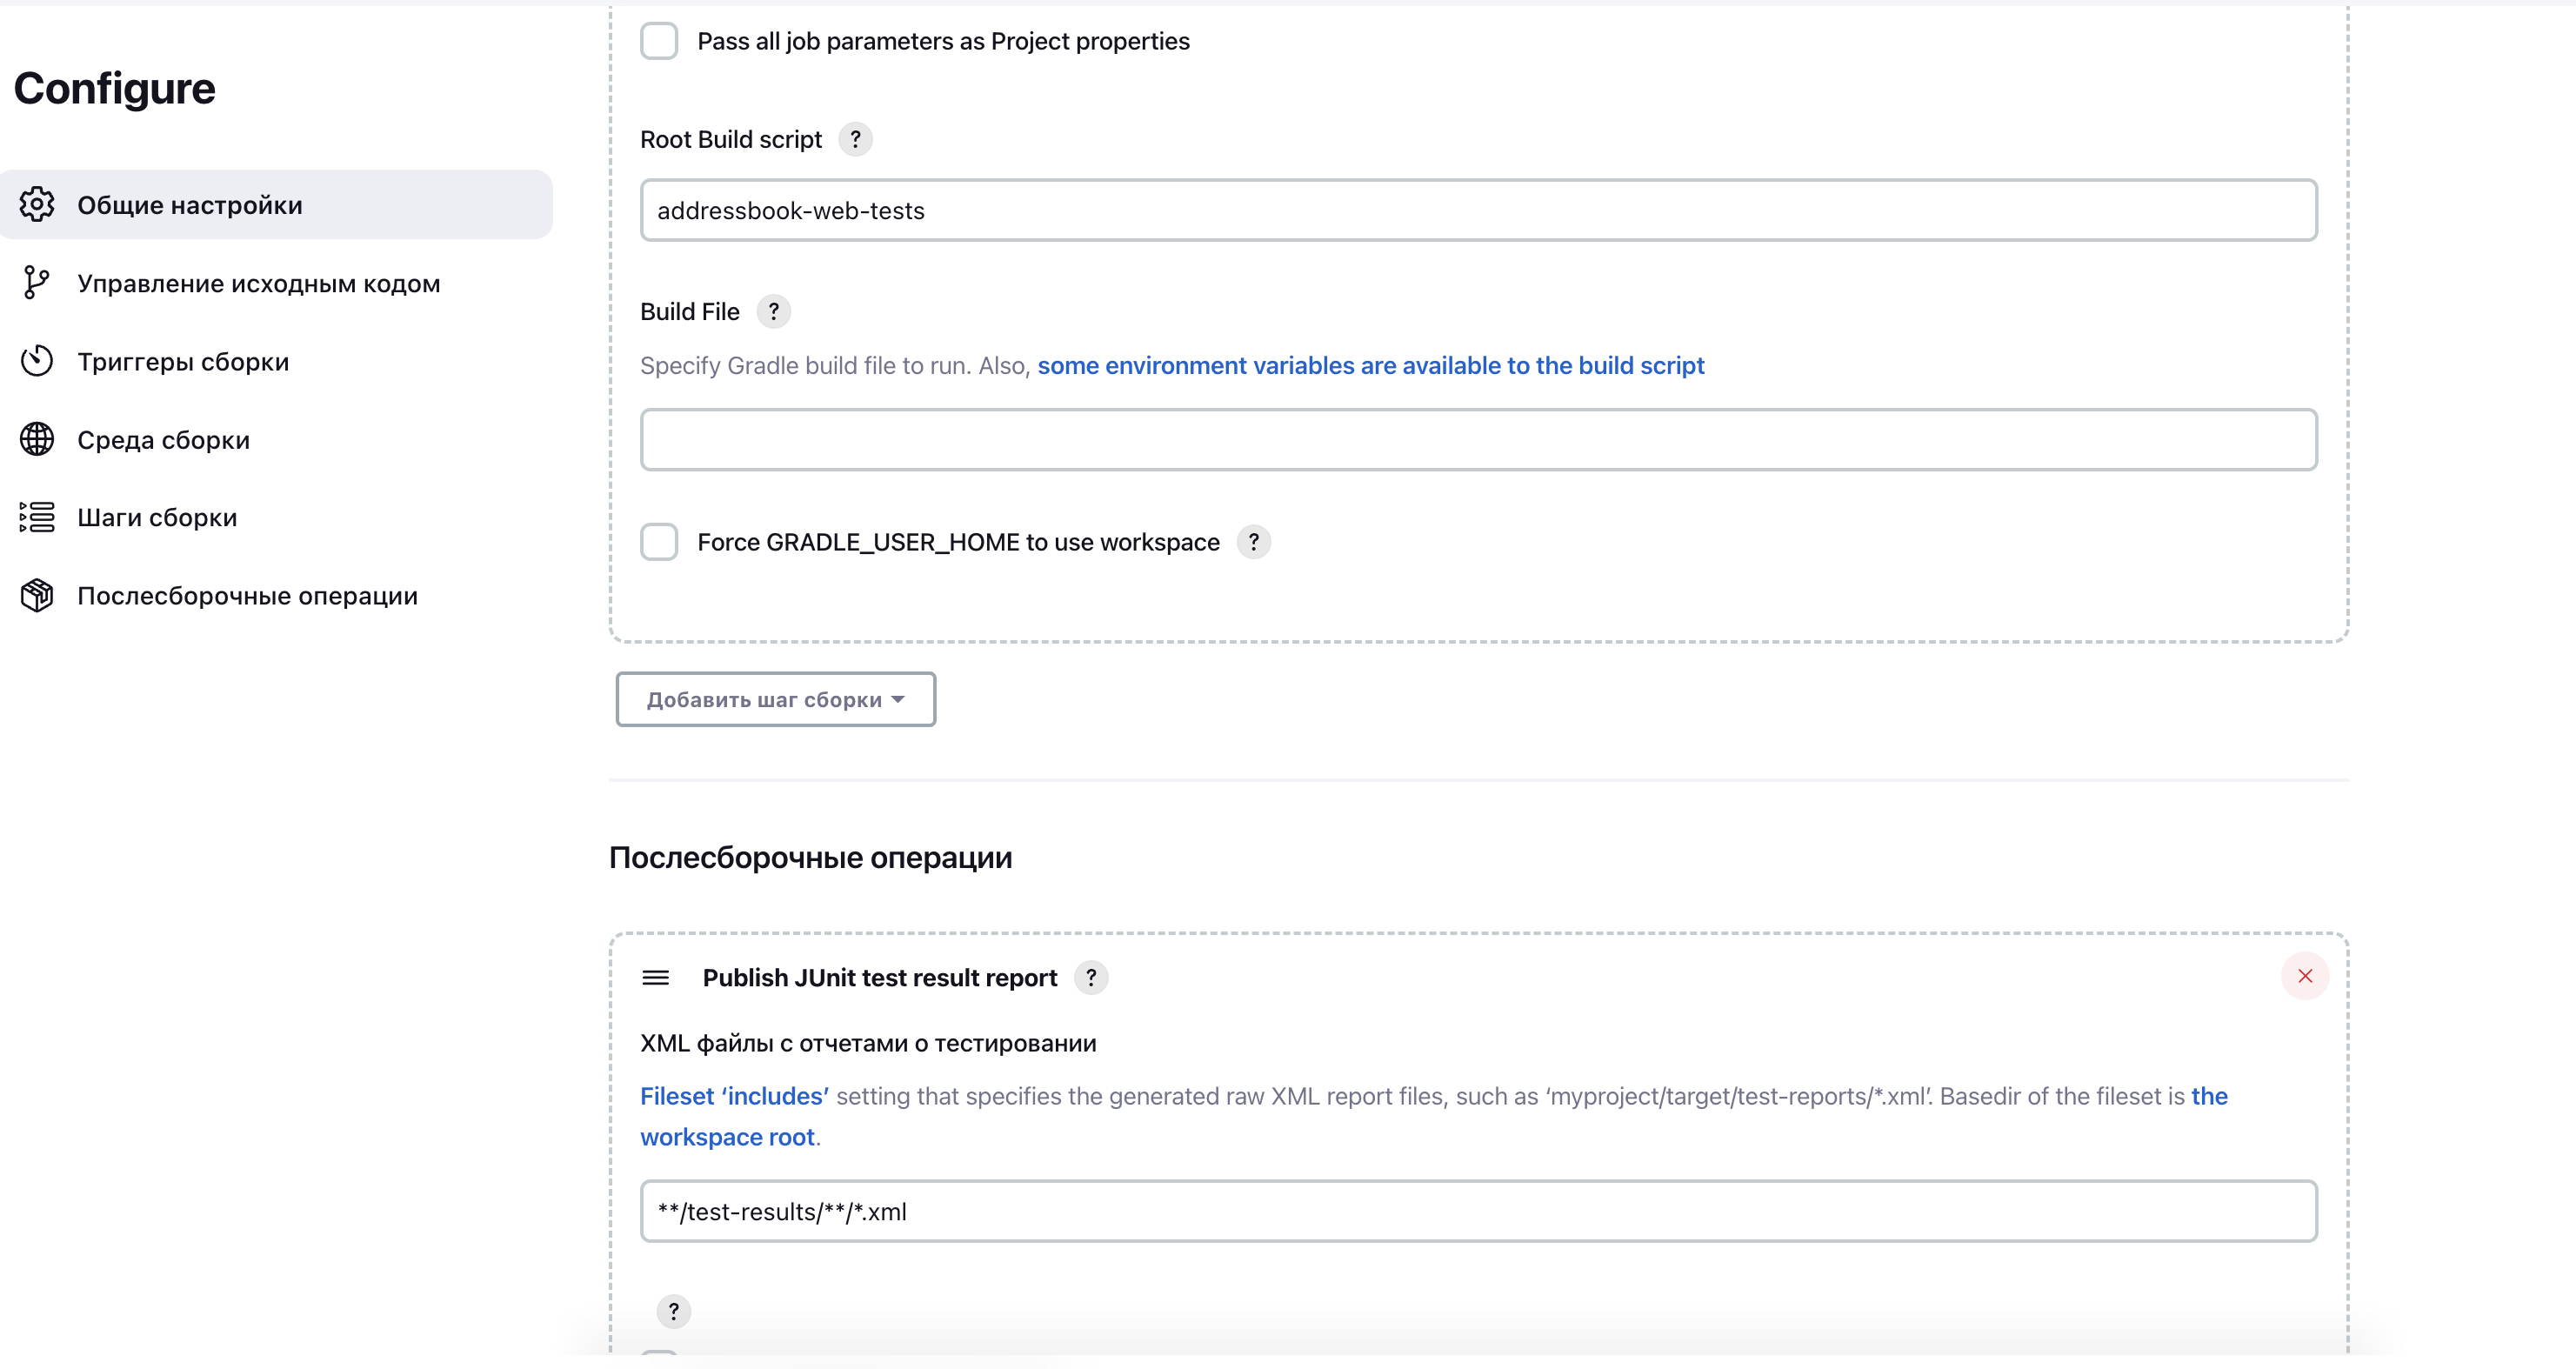 Configure
Общие настройки
Управление исходным кодом
Триггеры сборки
Среда сборки
Шаги сборки
Послесборочные операции
Pass all job parameters as Project properties
Root Build script ?
addressbook-web-tests
Build File ?
Specify Gradle build file to run. Also, some environment variables are available to the build script
Force GRADLE_USER_HOME to use workspace ?
Добавить шаг сборки
Послесборочные операции
Publish JUnit test result report ?
XML файлы с отчетами о тестировании
Fileset ‘includes’ setting that specifies the generated raw XML report files, such as ‘myproject/target/test-reports/*.xml’. Basedir of the fileset is the
workspace root.
**/test-results/**/*.xml
?